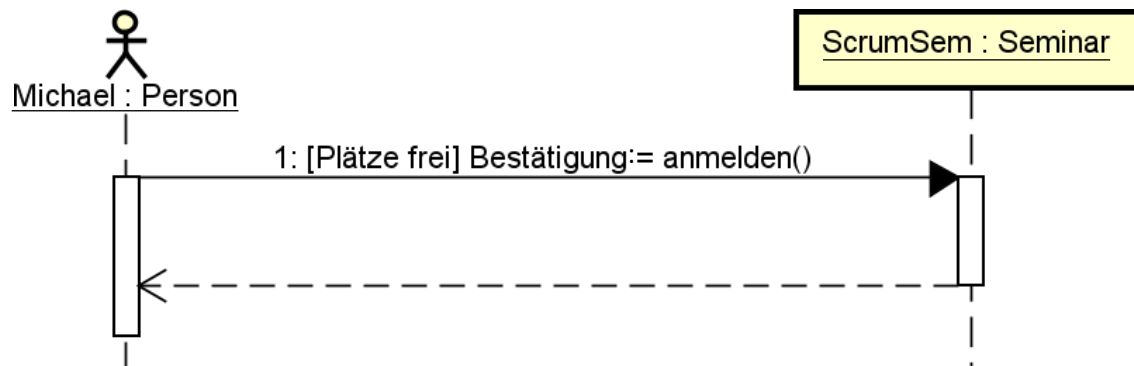 ScrumSem : Seminar
Michael : Person
1: [Plätze frei] Bestätigung:= anmelden()